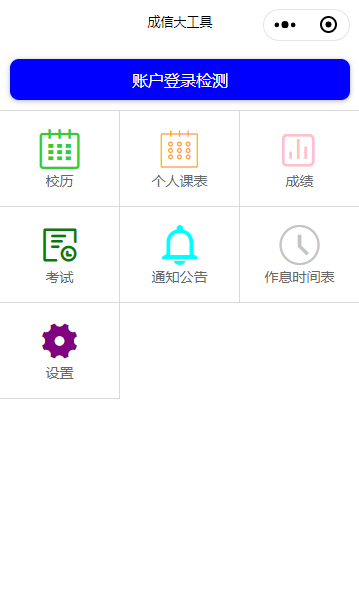 成信大工具
账户登录检测
校历
个人课表
成绩
考试
通知公告
作息时间表
设置